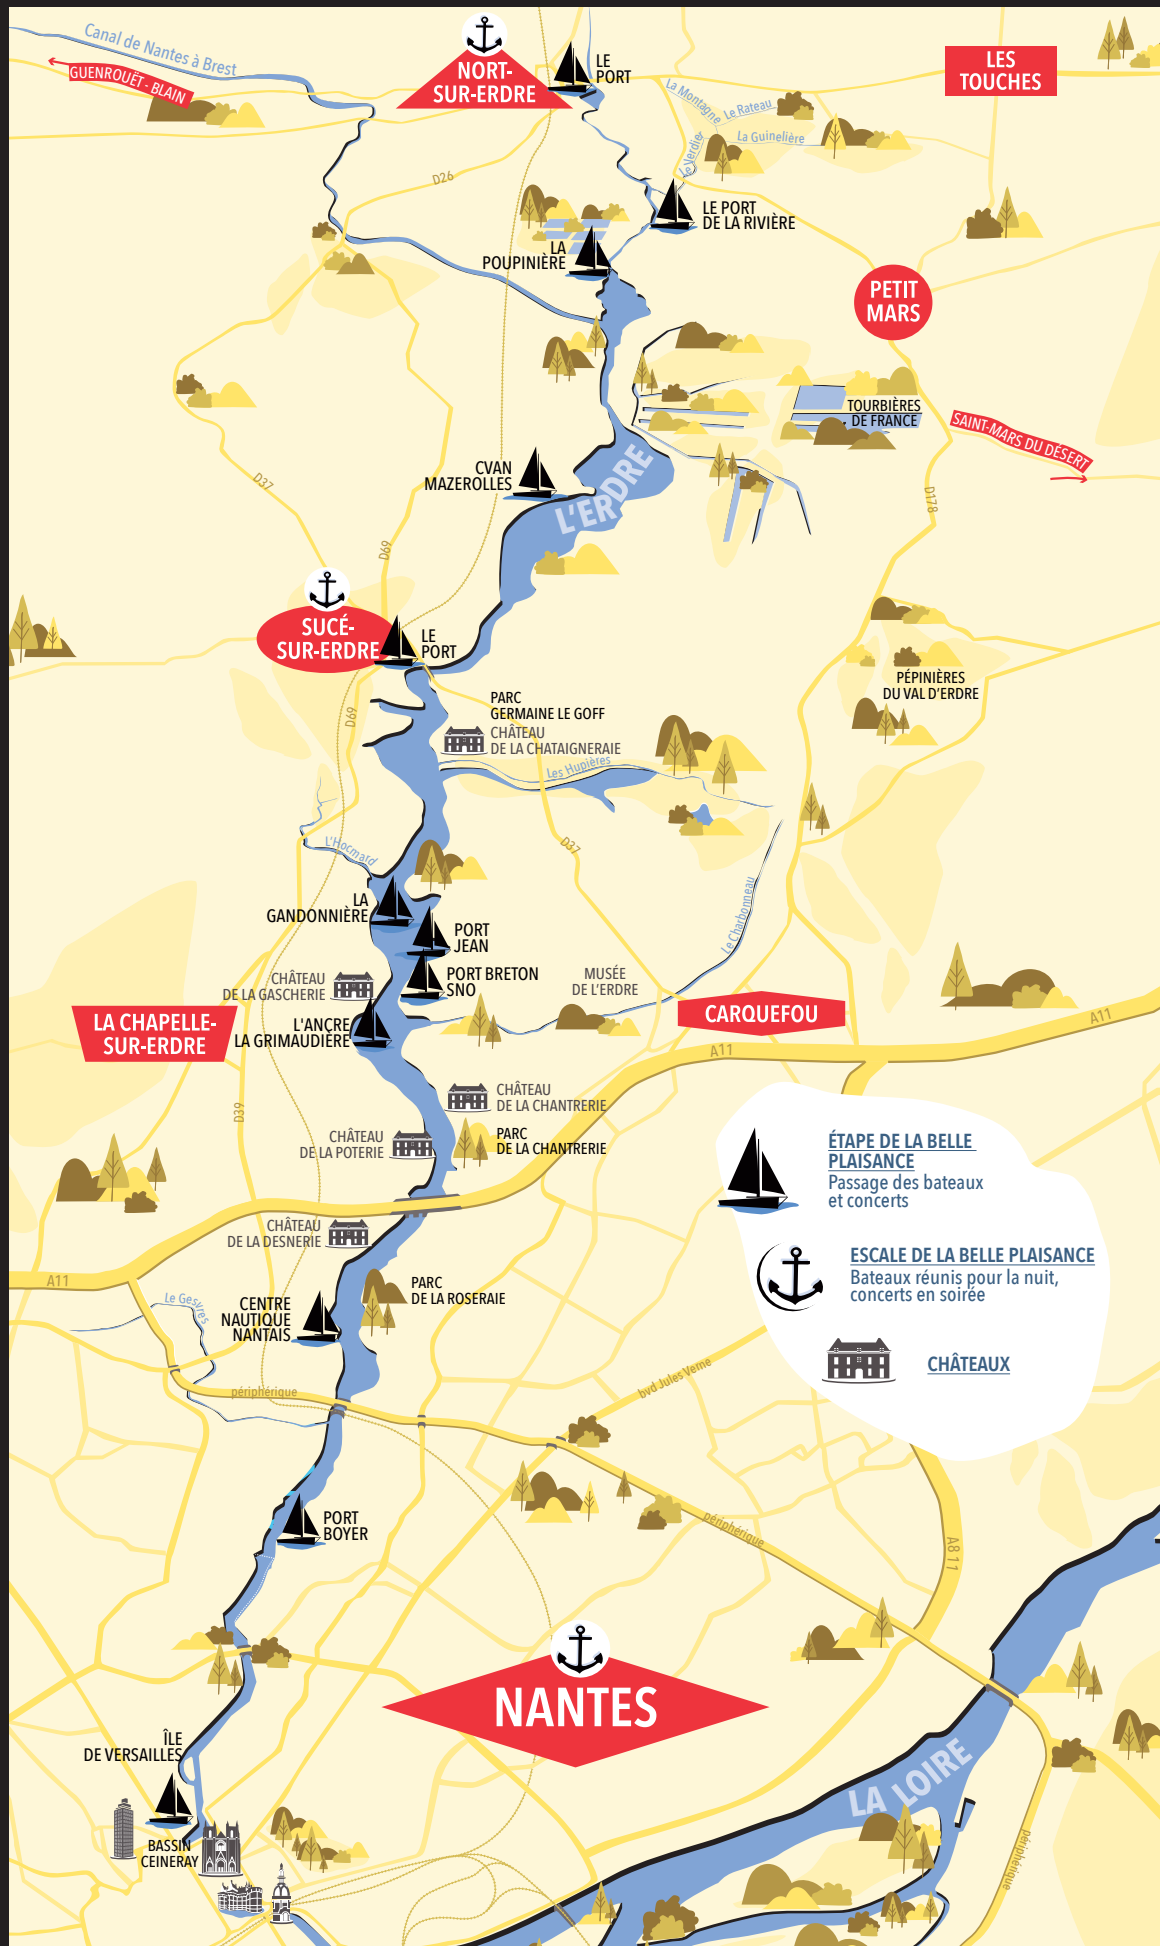 Canal de Nantes à Brest
GUENROUËT - BLAIN
NORT-
SUR-ERDRE
LE
PORT
LES
TOUCHES
La Montagne
Le Rateau
La Guinelière
Le Verdier
D26
LE PORT
DE LA RIVIÈRE
LA
POUPINIÈRE
PETIT
MARS
TOURBIÈRES
DE FRANCE
SAINT-MARS DU DÉSERT
CVAN
MAZEROLLES
L'ERDRE
D37
D178
D69
SUCÉ-
SUR-ERDRE
LE
PORT
PÉPINIÈRES
DU VAL D'ERDRE
PARC
GERMAINE LE GOFF
D69
CHÂTEAU
DE LA CHATAIGNERAIE
Les Hupières
L'Hocmard
D37
LA
GANDONNIÈRE
Le Charbonneau
PORT
JEAN
CHÂTEAU
DE LA GASCHERIE
PORT BRETON
SNO
MUSÉE
DE L'ERDRE
LA CHAPELLE-
SUR-ERDRE
L'ANCRE
LA GRIMAUDIÈRE
CARQUEFOU
A11
A11
CHÂTEAU
DE LA CHANTRERIE
D39
CHÂTEAU
DE LA POTERIE
PARC
DE LA CHANTRERIE
ÉTAPE DE LA BELLE
PLAISANCE
Passage des bateaux
et concerts
CHÂTEAU
DE LA DESNERIE
ESCALE DE LA BELLE PLAISANCE
Bateaux réunis pour la nuit,
concerts en soirée
A11
PARC
DE LA ROSERAIE
Le Gesvres
CENTRE
NAUTIQUE
NANTAIS
CHÂTEAUX
périphérique
bvd Jules Verne
PORT
BOYER
périphérique
A8 11
NANTES
ÎLE
DE VERSAILLES
LA LOIRE
BASSIN
CEINERAY
périphérique